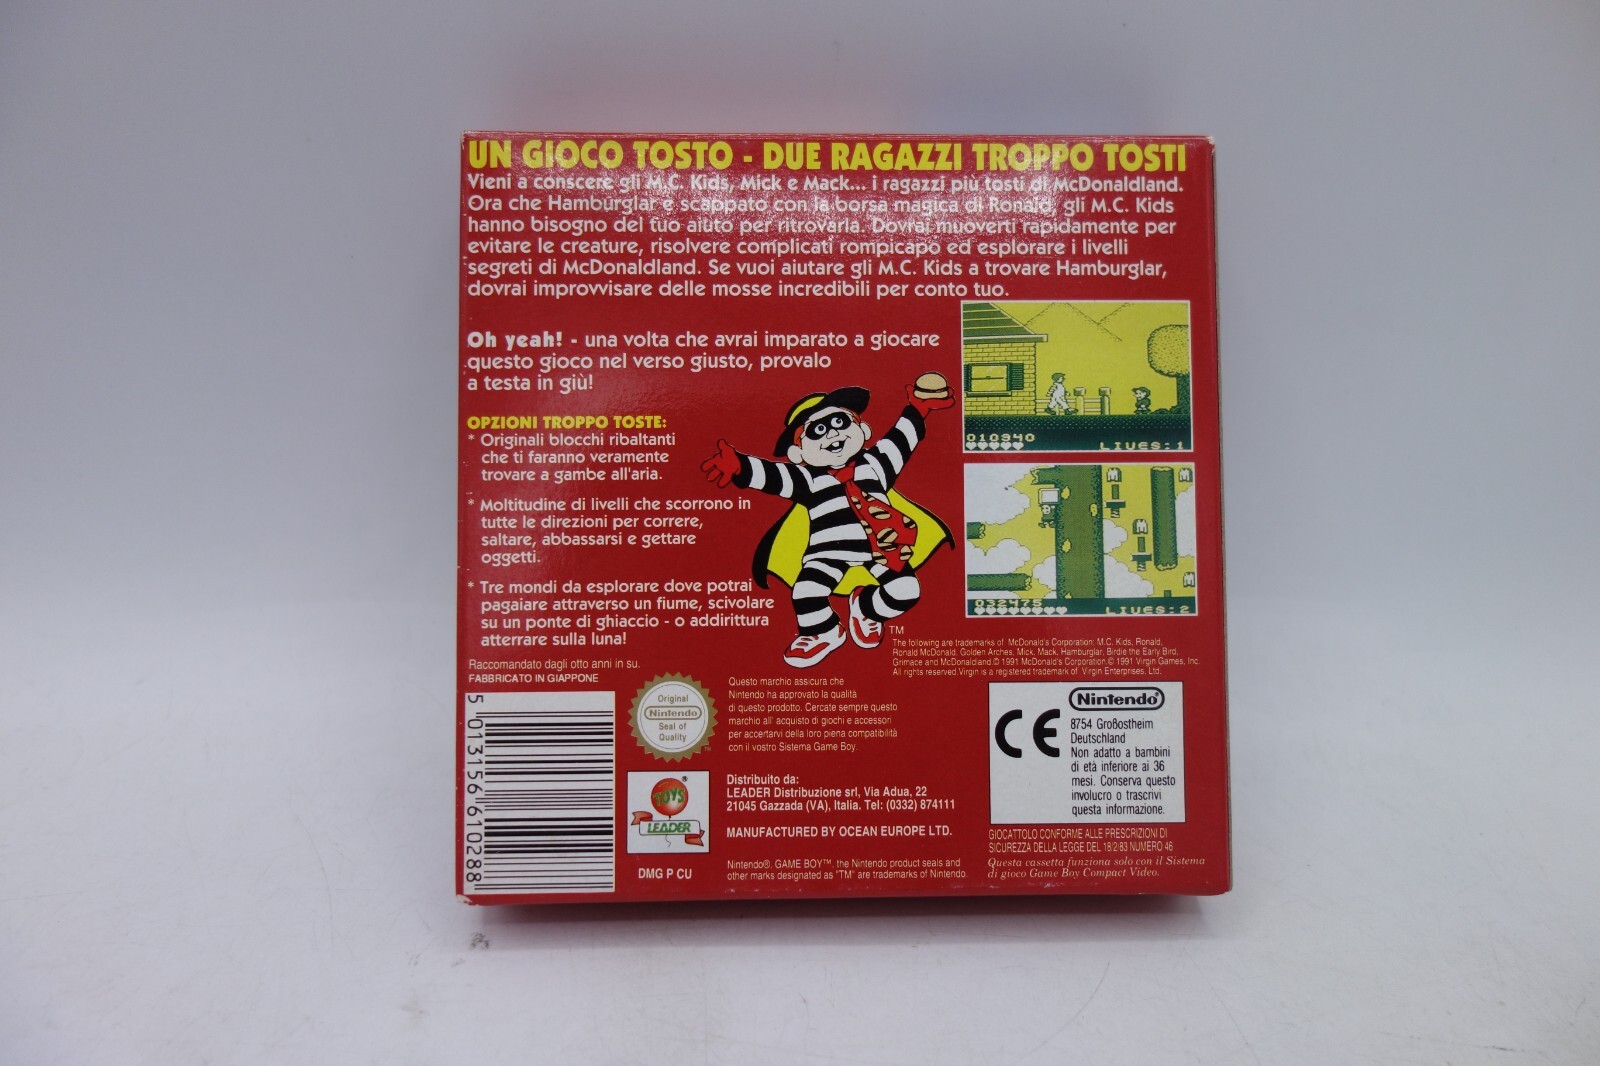 UN GIOCO TOSTO - DUE RAGAZZI TROPPO TOSTI
Vieni a conscere gli M.C. Kids, Mick e Mack... i ragazzi più tosti di McDonaldland.
Ora che Hamburglar è scappato con la borsa magica di Ronald, gli M.C. Kids
hanno bisogno del tuo aiuto per ritrovarla. Dovrai muoverti rapidamente per
evitare le creature, risolvere complicati rompicapo ed esplorare i livelli
segreti di McDonaldland. Se vuoi aiutare gli M.C. Kids a trovare Hamburglar,
dovrai improvvisare delle mosse incredibili per conto tuo.
Oh yeah! - una volta che avrai imparato a giocare
questo gioco nel verso giusto, provalo
a testa in giù!
OPZIONI TROPPO TOSTE:
* Originali blocchi ribaltanti
che ti faranno veramente
trovare a gambe all'aria.
* Moltitudine di livelli che scorrono in
tutte le direzioni per correre,
saltare, abbassarsi e gettare
oggetti.
* Tre mondi da esplorare dove potrai
pagaiare attraverso un fiume, scivolare
su un ponte di ghiaccio - o addirittura
atterrare sulla luna!
Raccomandato dagli otto anni in su.
FABBRICATO IN GIAPPONE
010940
LIVES:1
M
M
M
M
032475
LIVES:2
TM
The following are trademarks of McDonald's Corporation: M.C. Kids, Ronald,
Ronald McDonald, Golden Arches, Mick, Mack, Hamburglar, Birdie the Early Bird,
Grimace and McDonaldland.© 1991 McDonald's Corporation.© 1991 Virgin Games, Inc.
All rights reserved.Virgin is a registered trademark of Virgin Enterprises, Ltd.
5 013156 610288
Original
Nintendo
Seal of
Quality
TM
Questo marchio assicura che
Nintendo ha approvato la qualità
di questo prodotto. Cercate sempre questo
marchio all' acquisto di giochi e accessori
per accertarvi della loro piena compatibilità
con il vostro Sistema Game Boy.
TOYS
®
LEADER
DMG P CU
Distribuito da:
LEADER Distribuzione srl, Via Adua, 22
21045 Gazzada (VA), Italia. Tel: (0332) 874111
MANUFACTURED BY OCEAN EUROPE LTD.
Nintendo®, GAME BOY™, the Nintendo product seals and
other marks designated as "TM" are trademarks of Nintendo.
CE
Nintendo®
8754 Großostheim
Deutschland
Non adatto a bambini
di età inferiore ai 36
mesi. Conserva questo
involucro o trascrivi
questa informazione.
GIOCATTOLO CONFORME ALLE PRESCRIZIONI DI
SICUREZZA DELLA LEGGE DEL 18/2/83 NUMERO 46
Questa cassetta funziona solo con il Sistema
di gioco Game Boy Compact Video.